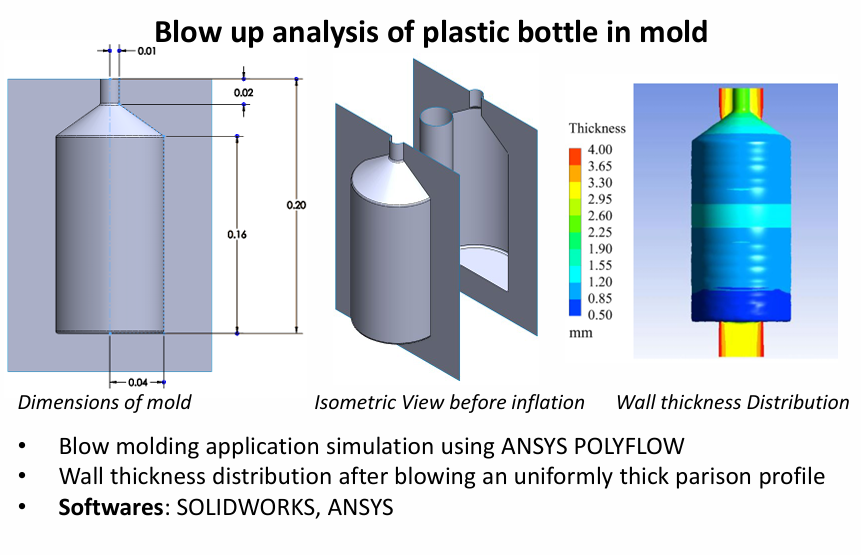 Blow up analysis of plastic bottle in mold
0.01
0.02
0.20
0.16
0.04
Thickness
4.00
3.65
3.30
2.95
2.60
2.25
1.90
1.55
1.20
0.85
0.50
mm
Dimensions of mold
Isometric View before inflation
Wall thickness Distribution
• Blow molding application simulation using ANSYS POLYFLOW
• Wall thickness distribution after blowing an uniformly thick parison profile
• Softwares: SOLIDWORKS, ANSYS